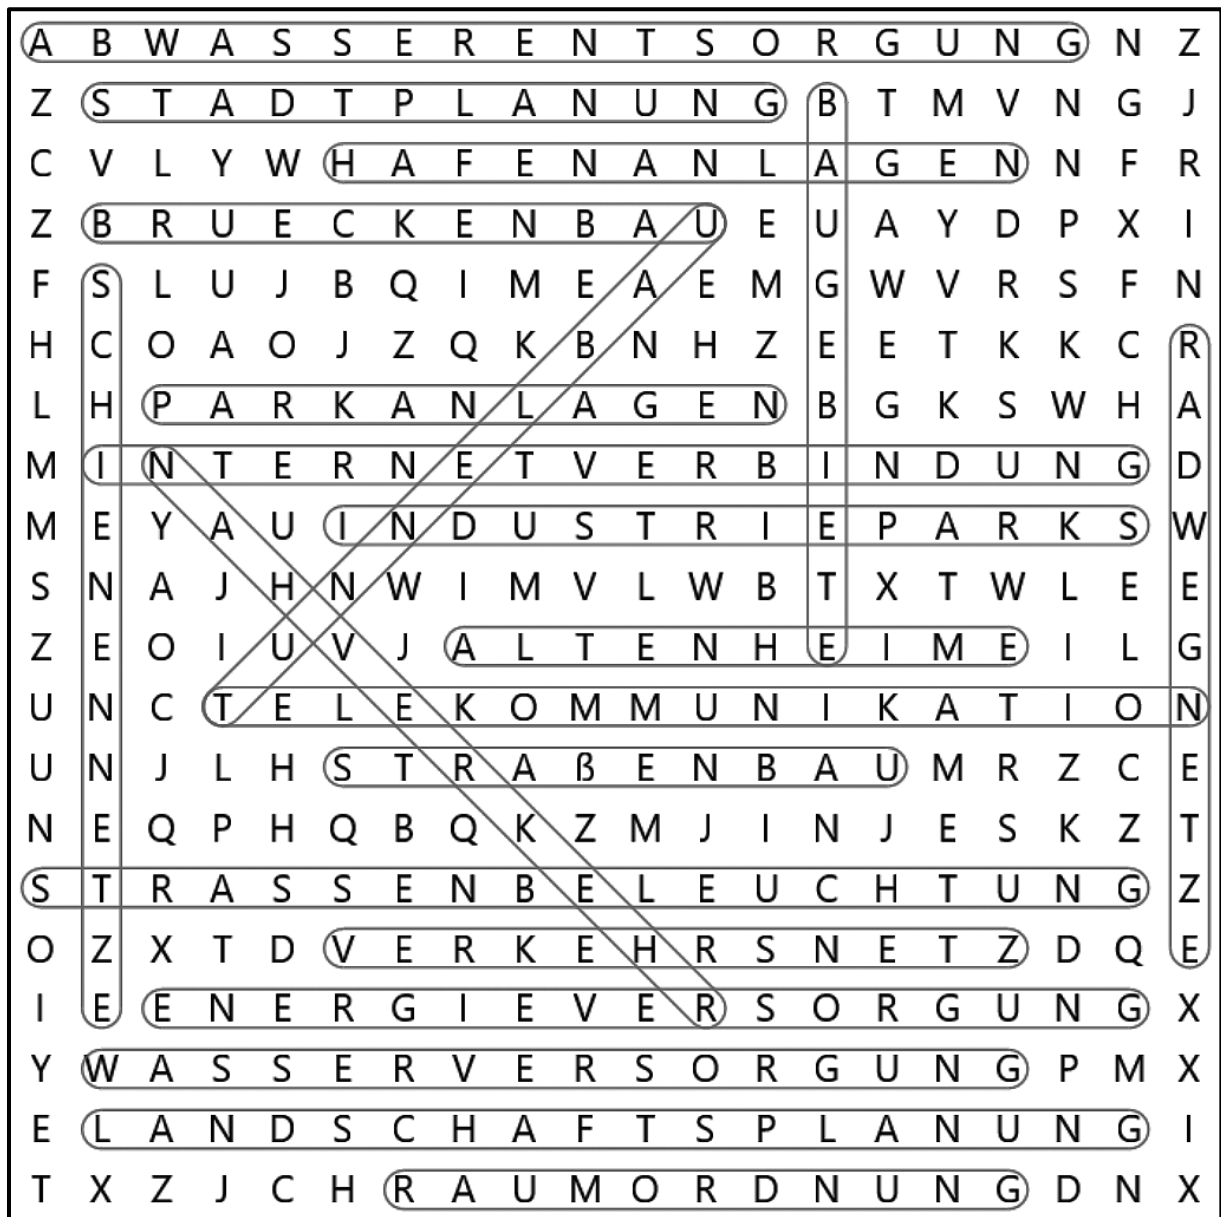 A B W A S S E R E N T S O R G U N G N Z
Z S T A D T P L A N U N G B T M V N G J
C V L Y W H A F E N A N L A G E N N F R
Z B R U E C K E N B A U E U A Y D P X I
F S L U J B Q I M E A E M G W V R S F N
H C O A O J Z Q K B N H Z E E T K K C R
L H P A R K A N L A G E N B G K S W H A
M I N T E R N E T V E R B I N D U N G D
M E Y A U I N D U S T R I E P A R K S W
S N A J H N W I M V L W B T X T W L E E
Z E O I U V J A L T E N H E I M E I L G
U N C T E L E K O M M U N I K A T I O N
U N J L H S T R A ß E N B A U M R Z C E
N E Q P H Q B Q K Z M J I N J E S K Z T
S T R A S S E N B E L E U C H T U N G Z
O Z X T D V E R K E H R S N E T Z D Q E
I E E N E R G I E V E R S O R G U N G X
Y W A S S E R V E R S O R G U N G P M X
E L A N D S C H A F T S P L A N U N G I
T X Z J C H R A U M O R D N U N G D N X